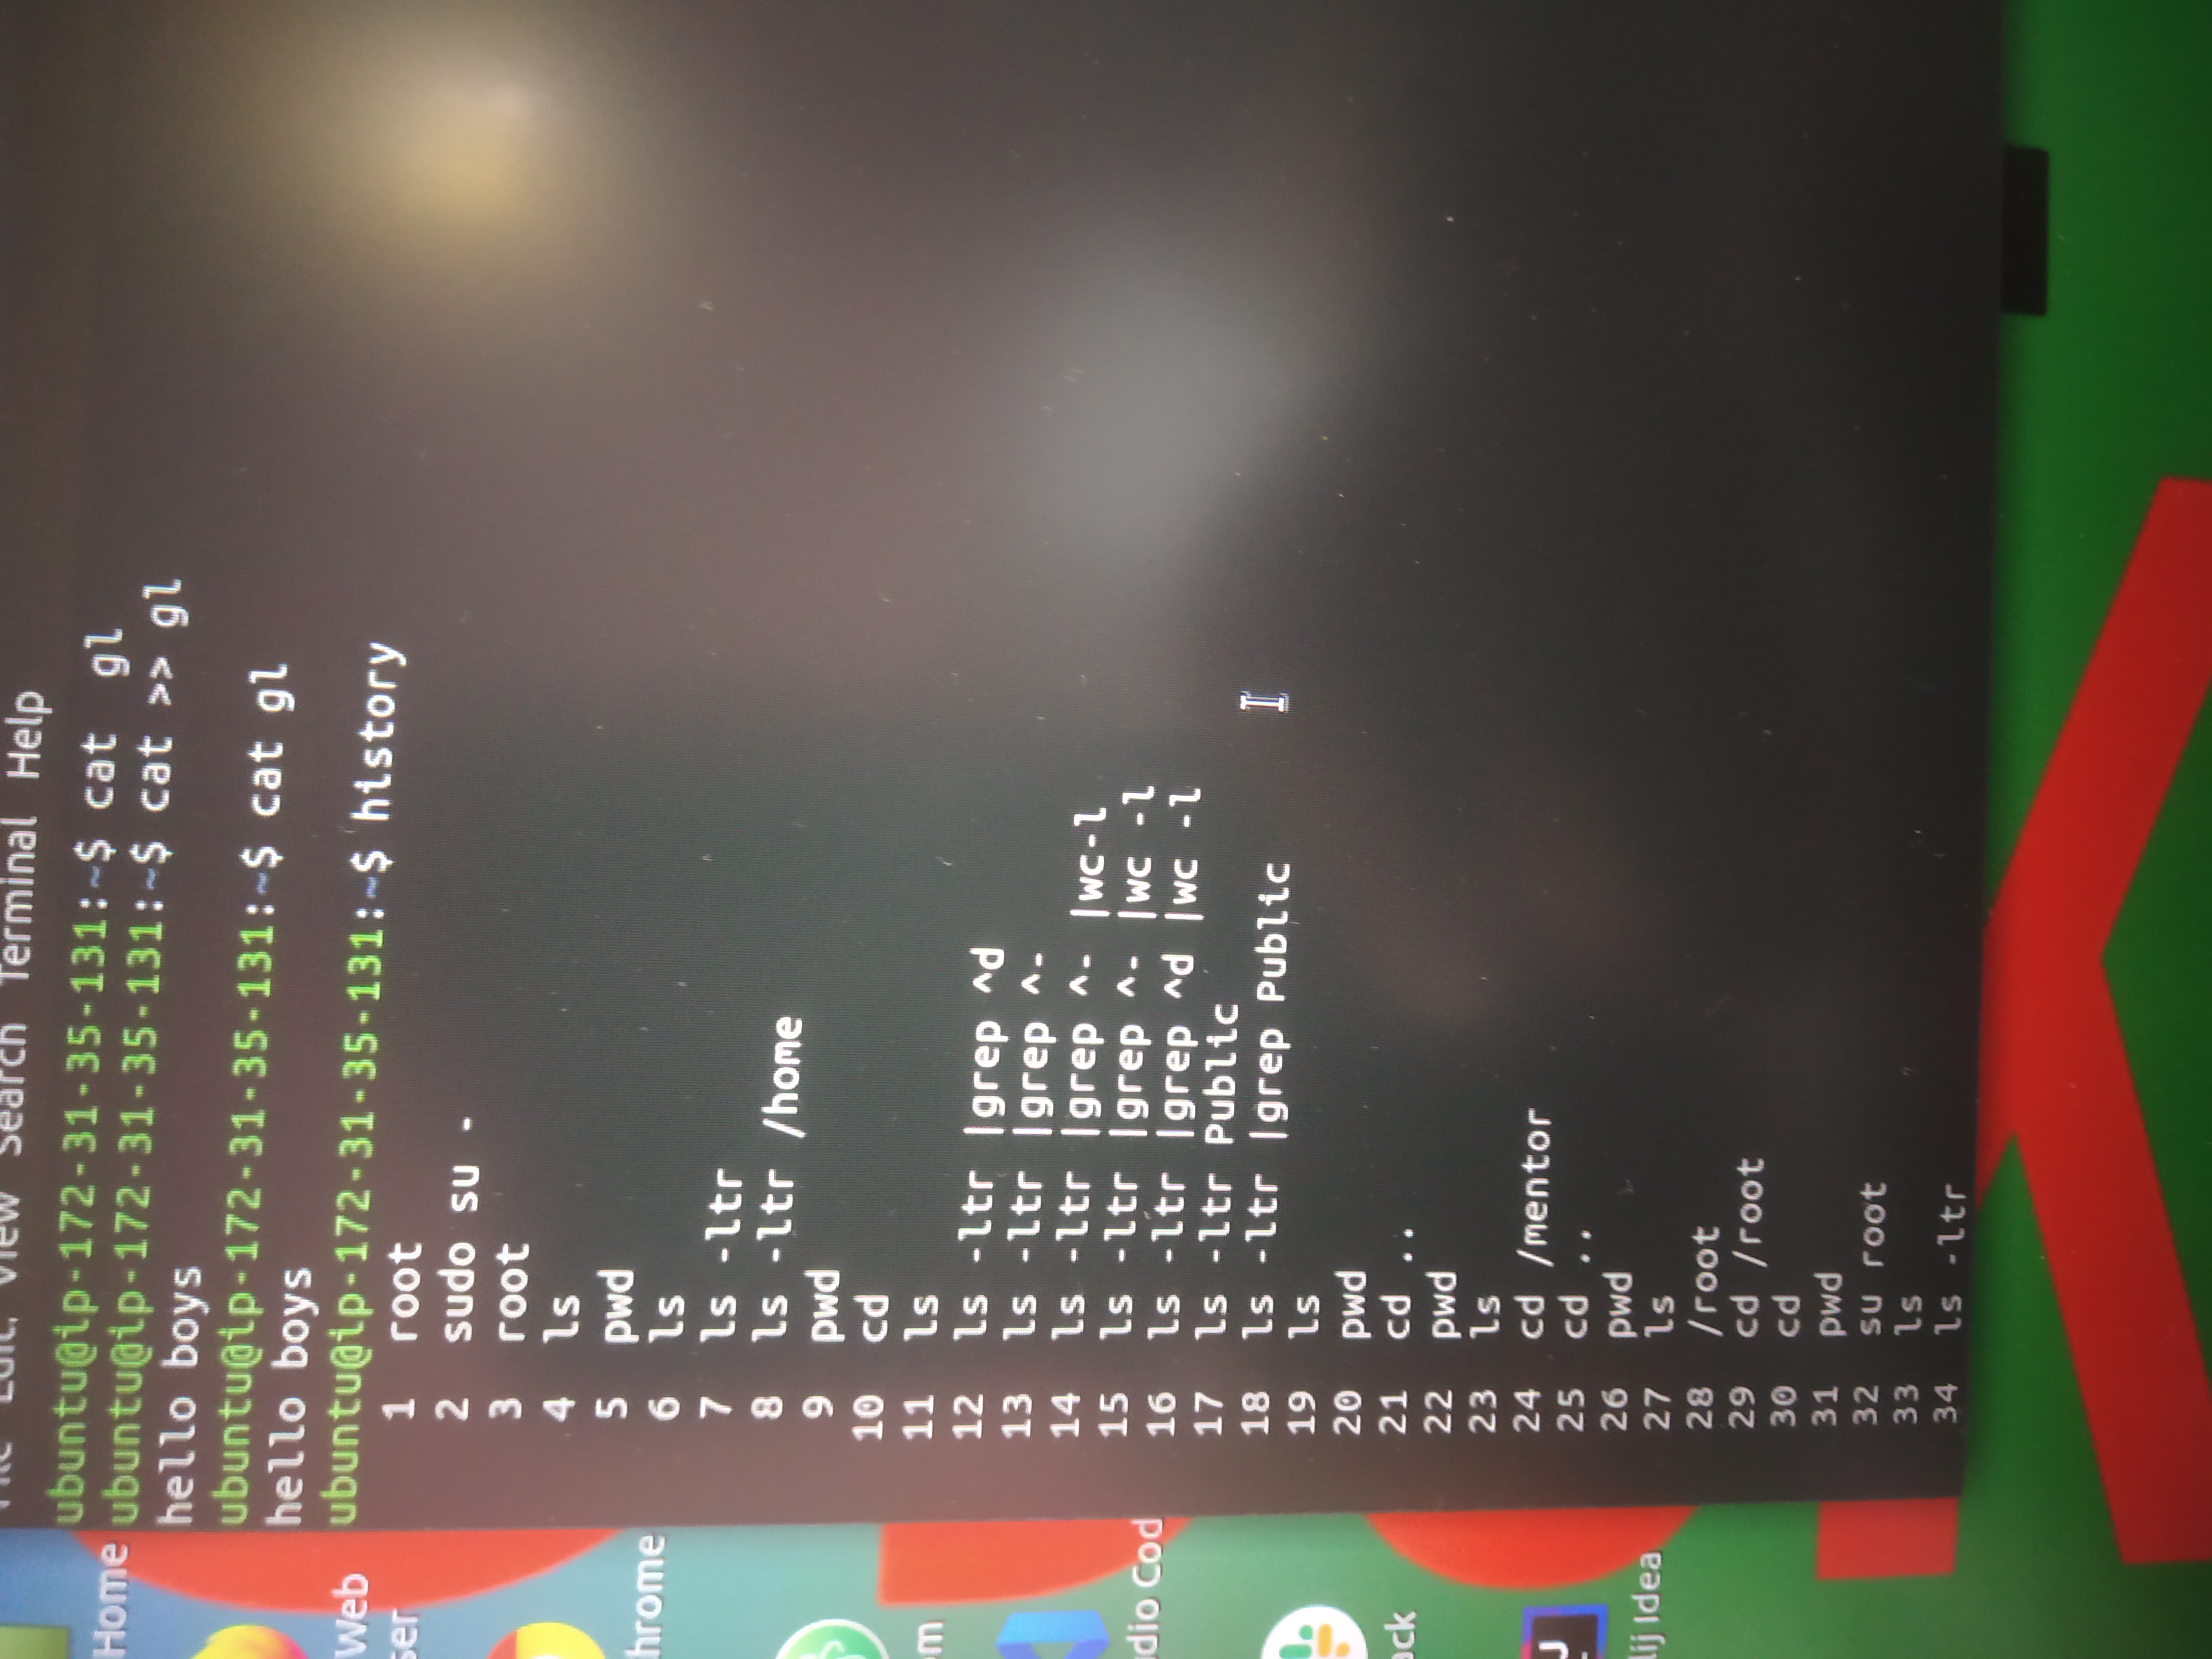 File Edit View Search Terminal Help
ubuntu@ip-172-31-35-131:~$ cat  gl
ubuntu@ip-172-31-35-131:~$ cat >> gl
hello boys
ubuntu@ip-172-31-35-131:~$ cat gl
hello boys
ubuntu@ip-172-31-35-131:~$ history
1 root
2 sudo su -
3 root
4 ls
5 pwd
6 ls
7 ls -ltr
8 ls -ltr /home
9 pwd
10 cd
11 ls
12 ls -ltr |grep ^d
13 ls -ltr |grep ^-
14 ls -ltr |grep ^- |wc-l
15 ls -ltr |grep ^- |wc -l
16 ls -ltr |grep ^d |wc -l
17 ls -ltr Public
18 ls -ltr |grep Public
19 ls
20 pwd
21 cd ..
22 pwd
23 ls
24 cd /mentor
25 cd ..
26 pwd
27 ls
28 /root
29 cd /root
30 cd
31 pwd
32 su root
33 ls
34 ls -ltr
Home
Web
ser
hrome
m
dio Cod
ack
J
lij Idea